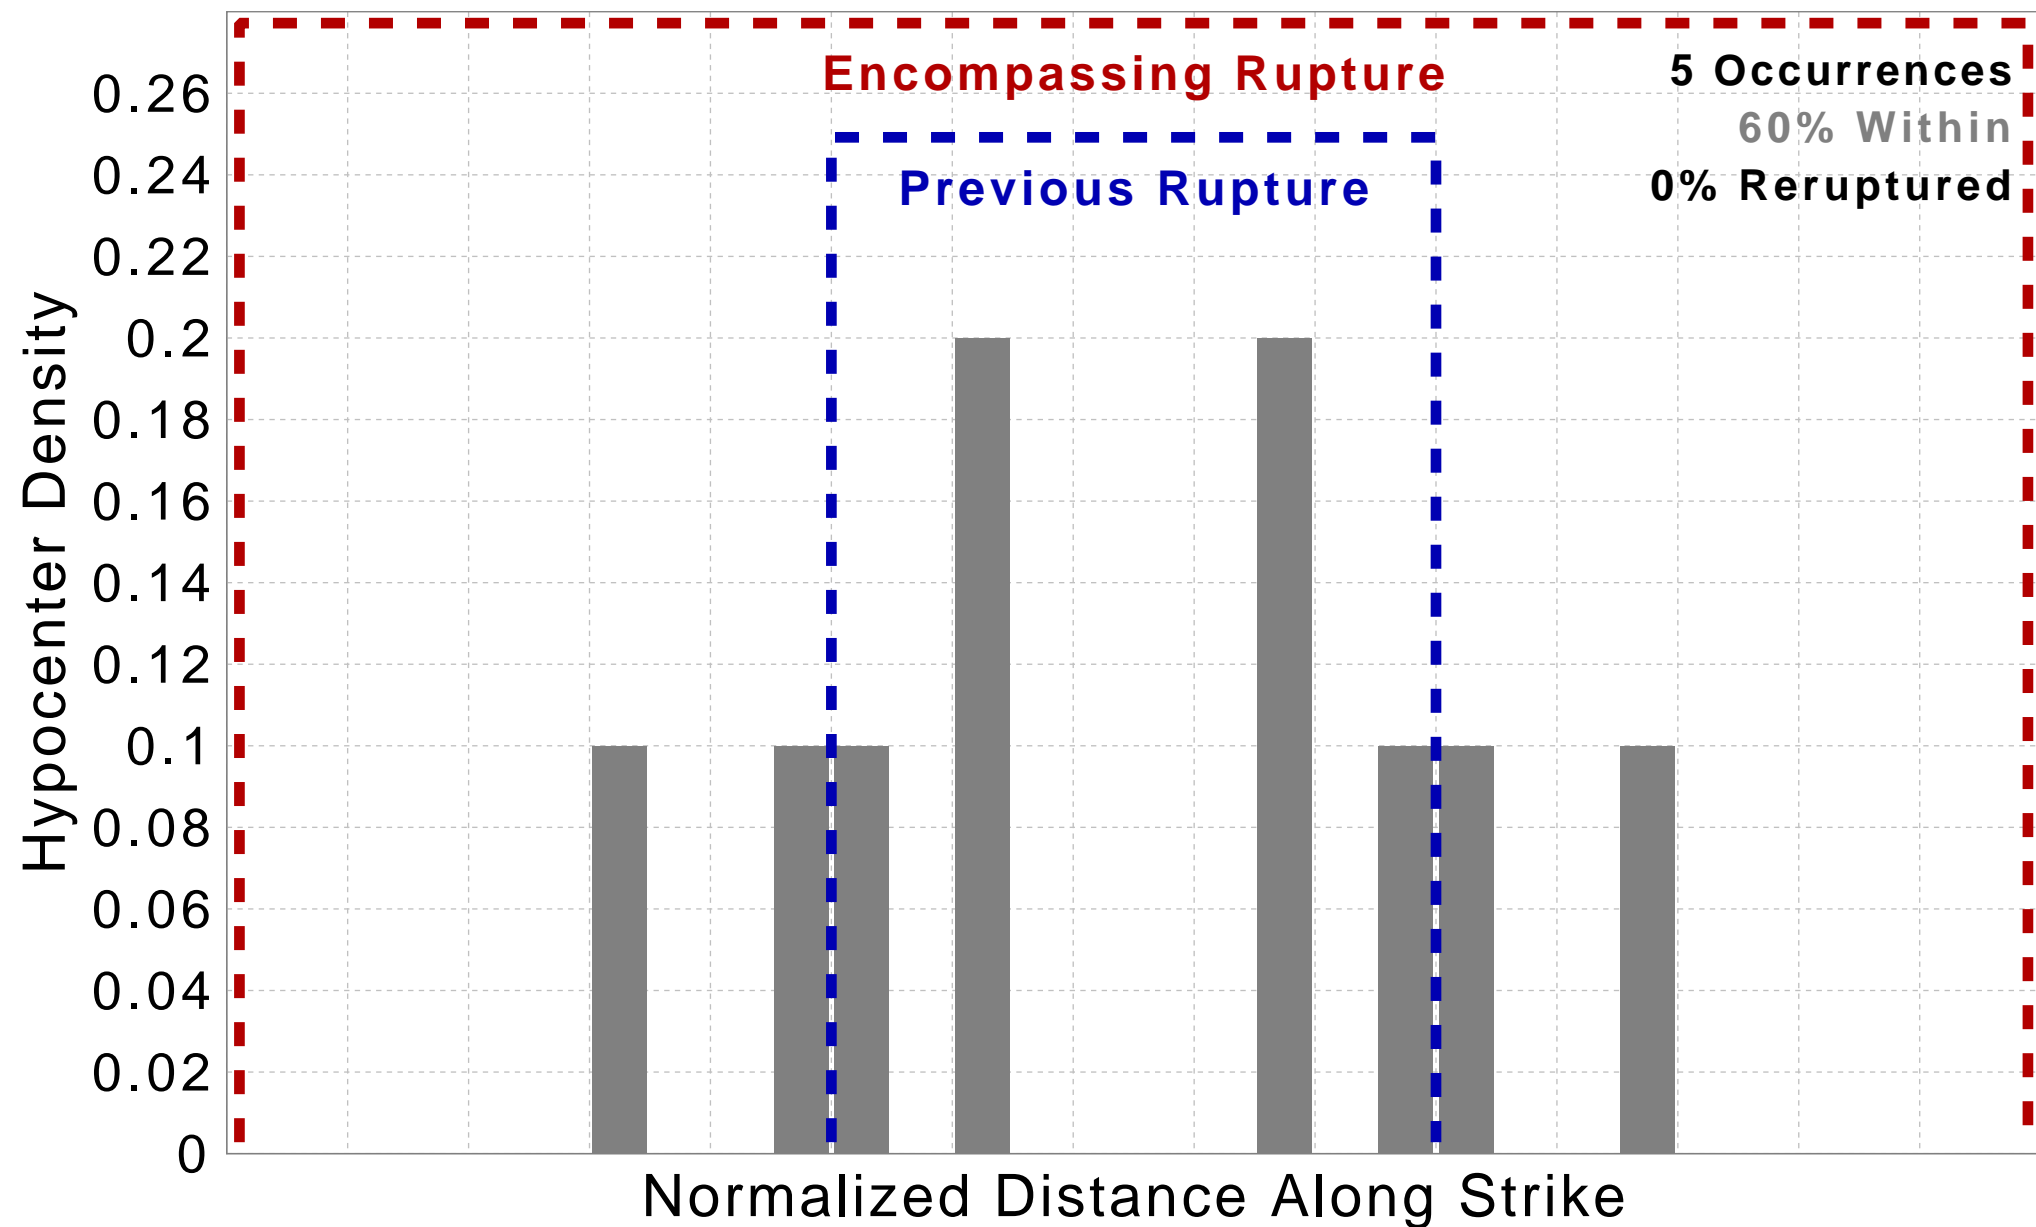 Encompassing Rupture
5 Occurrences
60% Within
Previous Rupture
0% Reruptured
Hypocenter Density
0.26
0.24
0.22
0.2
0.18
0.16
0.14
0.12
0.1
0.08
0.06
0.04
0.02
0
Normalized Distance Along Strike